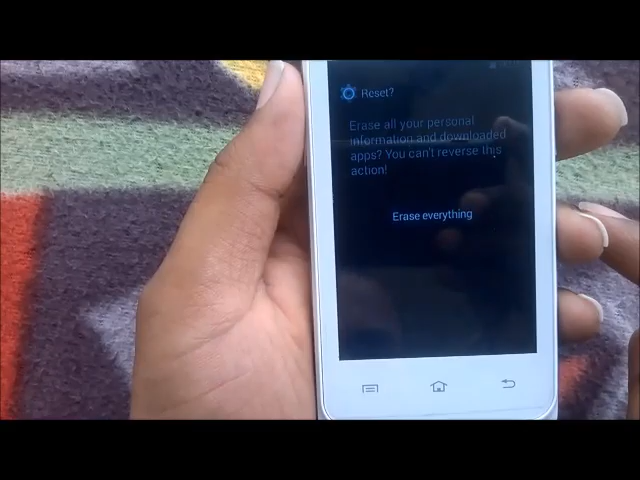 Reset?
Erase all your personal
information and downloaded
apps? You can't reverse this
action!
Erase everything